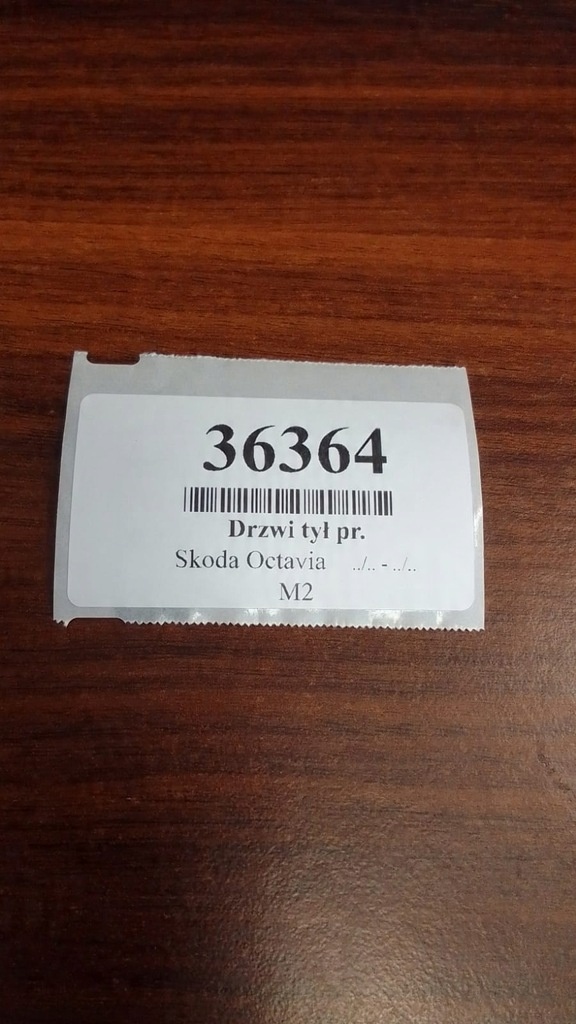 36364
Drzwi tył pr.
Skoda Octavia ../.. - ../..
M2